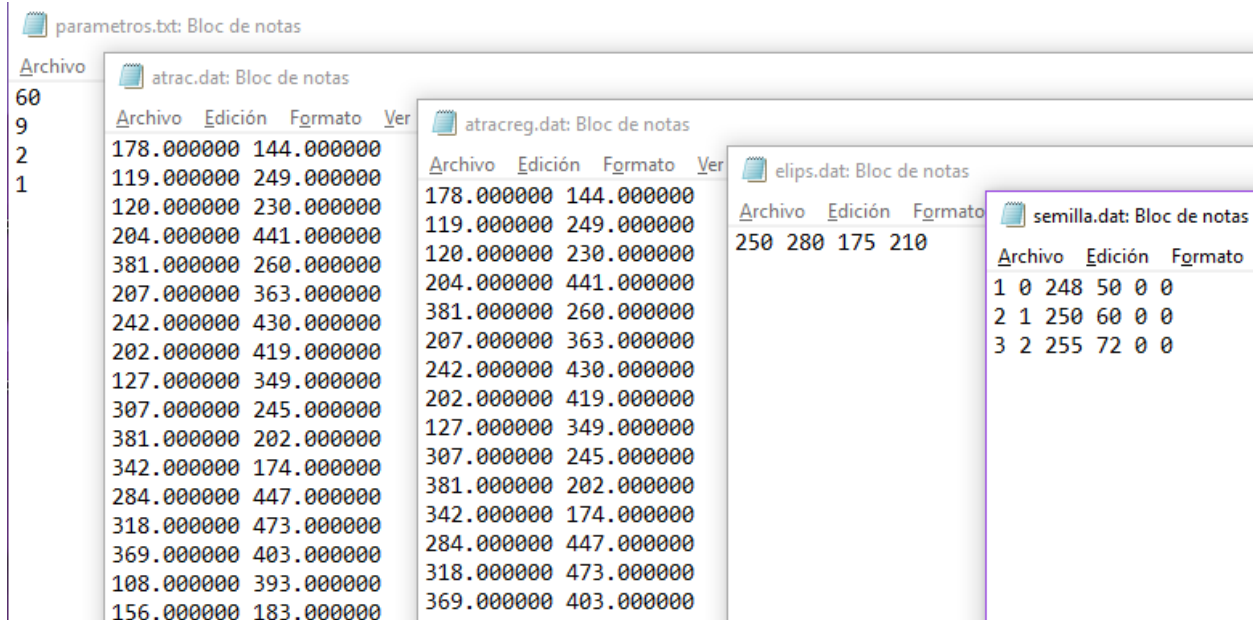 parametros.txt: Bloc de notas
Archivo
60
9
2
1
atrac.dat: Bloc de notas
Archivo Edición Formato Ver
178.000000 144.000000
119.000000 249.000000
120.000000 230.000000
204.000000 441.000000
381.000000 260.000000
207.000000 363.000000
242.000000 430.000000
202.000000 419.000000
127.000000 349.000000
307.000000 245.000000
381.000000 202.000000
342.000000 174.000000
284.000000 447.000000
318.000000 473.000000
369.000000 403.000000
108.000000 393.000000
156.000000 183.000000
atracreg.dat: Bloc de notas
Archivo Edición Formato Ver
178.000000 144.000000
119.000000 249.000000
120.000000 230.000000
204.000000 441.000000
381.000000 260.000000
207.000000 363.000000
242.000000 430.000000
202.000000 419.000000
127.000000 349.000000
307.000000 245.000000
381.000000 202.000000
342.000000 174.000000
284.000000 447.000000
318.000000 473.000000
369.000000 403.000000
elips.dat: Bloc de notas
Archivo Edición Formato
250 280 175 210
semilla.dat: Bloc de notas
Archivo Edición Formato
1 0 248 50 0 0
2 1 250 60 0 0
3 2 255 72 0 0